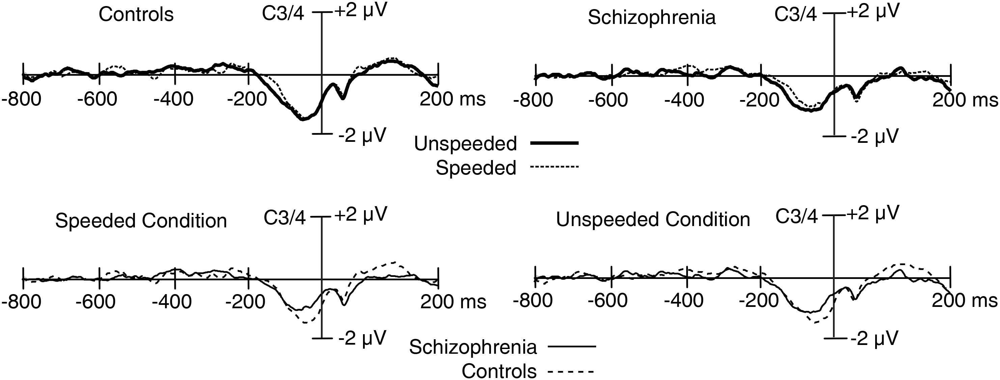 Controls
C3/4
+2 µV
-800 -600 -400 -200 200 ms
-2 µV
Schizophrenia
C3/4
+2 µV
-800 -600 -400 -200 200 ms
-2 µV
Unspeeded
Speeded
Speeded Condition
C3/4
+2 µV
-800 -600 -400 -200 200 ms
-2 µV
Unspeeded Condition
C3/4
+2 µV
-800 -600 -400 -200 200 ms
-2 µV
Schizophrenia
Controls